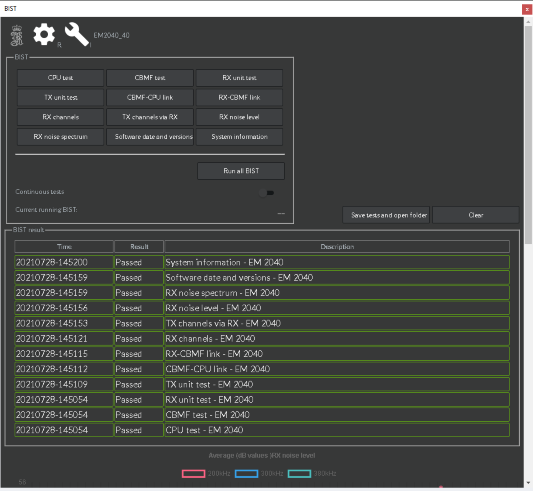 BIST
x
R
EM2040_40
BIST
CPU test CBMF test RX unit test
TX unit test CBMF-CPU link RX-CBMF link
RX channels TX channels via RX RX noise level
RX noise spectrum Software date and versions System information
Run all BIST
Continuous tests
Current running BIST: ---
Save tests and open folder Clear
BIST result
Time Result Description
20210728-145200 Passed System information - EM 2040
20210728-145159 Passed Software date and versions - EM 2040
20210728-145159 Passed RX noise spectrum - EM 2040
20210728-145156 Passed RX noise level - EM 2040
20210728-145153 Passed TX channels via RX - EM 2040
20210728-145121 Passed RX channels - EM 2040
20210728-145115 Passed RX-CBMF link - EM 2040
20210728-145112 Passed CBMF-CPU link - EM 2040
20210728-145109 Passed TX unit test - EM 2040
20210728-145054 Passed RX unit test - EM 2040
20210728-145054 Passed CBMF test - EM 2040
20210728-145054 Passed CPU test - EM 2040
Average (dB values )RX noise level
200kHz 300kHz